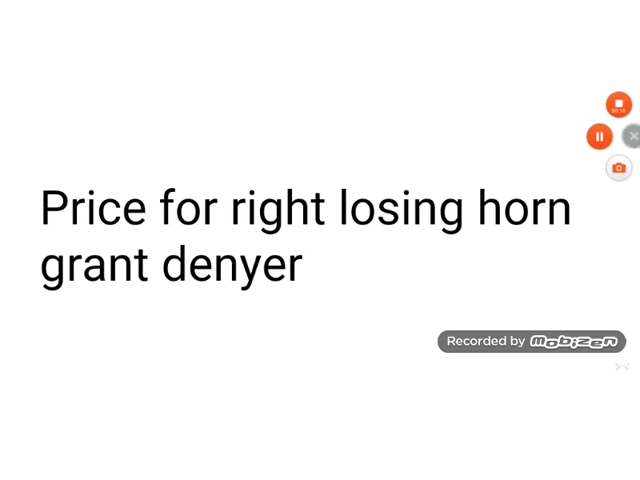 Price for right losing horn
grant denyer
Recorded by mobizen